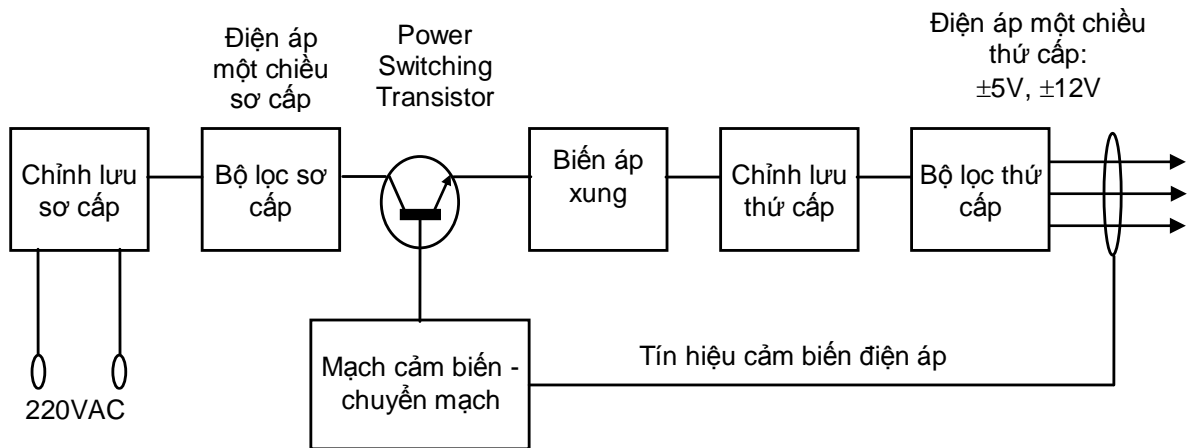 Điện áp
một chiều
sơ cấp
Power
Switching
Transistor
Điện áp một chiều
thứ cấp:
±5V, ±12V
Chỉnh lưu
sơ cấp
Bộ lọc sơ
cấp
Biến áp
xung
Chỉnh lưu
thứ cấp
Bộ lọc thứ
cấp
Mạch cảm biến -
chuyển mạch
Tín hiệu cảm biến điện áp
220VAC